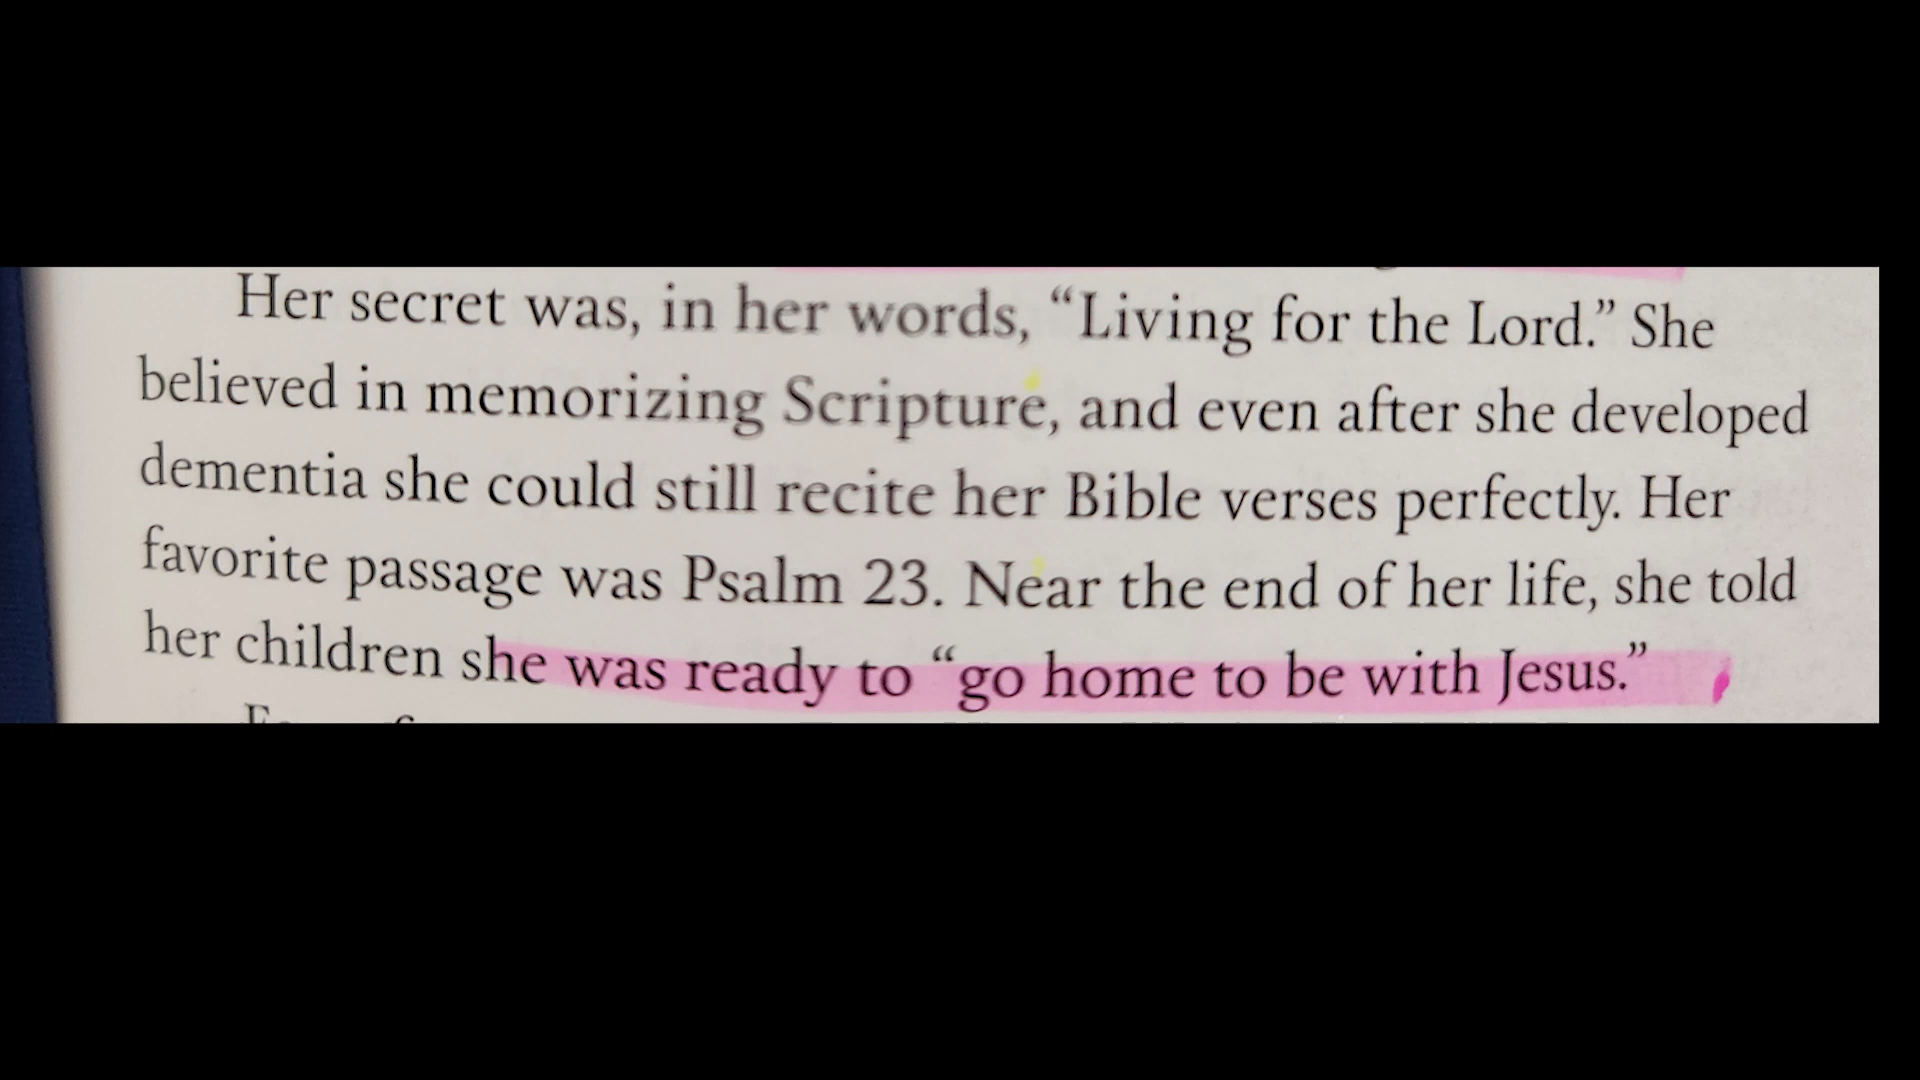 Her secret was, in her words, “Living for the Lord.” She
believed in memorizing Scripture, and even after she developed
dementia she could still recite her Bible verses perfectly. Her
favorite passage was Psalm 23. Near the end of her life, she told
her children she was ready to “go home to be with Jesus.”